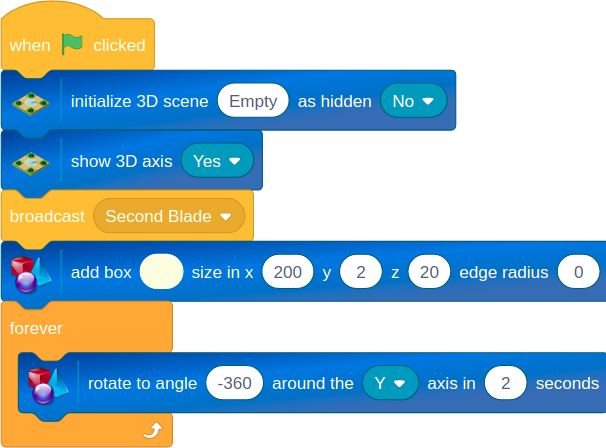 when clicked
initialize 3D scene Empty as hidden No
show 3D axis Yes
broadcast Second Blade
add box size in x 200 y 2 z 20 edge radius 0
forever
rotate to angle -360 around the Y axis in 2 seconds